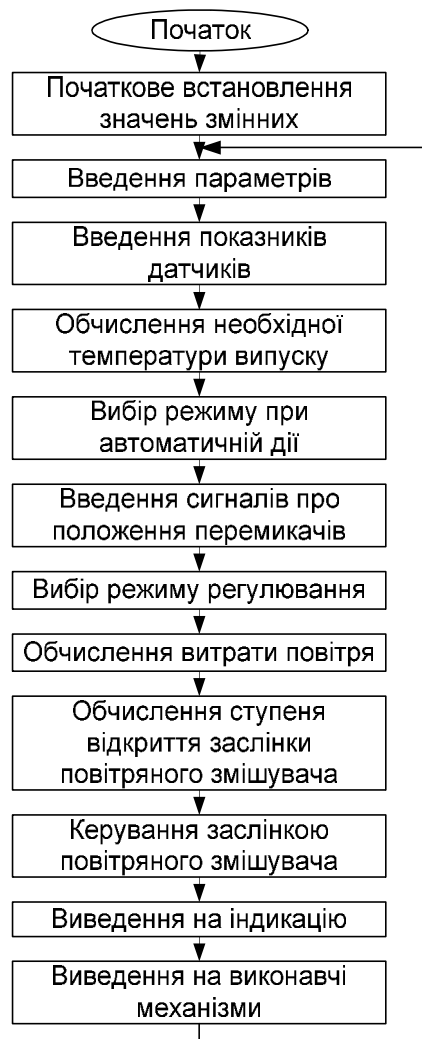 Початок
Початкове встановлення
значень змінних
Введення параметрів
Введення показників
датчиків
Обчислення необхідної
температури випуску
Вибір режиму при
автоматичній дії
Введення сигналів про
положення перемикачів
Вибір режиму регулювання
Обчислення витрати повітря
Обчислення ступеня
відкриття заслінки
повітряного змішувача
Керування заслінкою
повітряного змішувача
Виведення на індикацію
Виведення на виконавчі
механізми